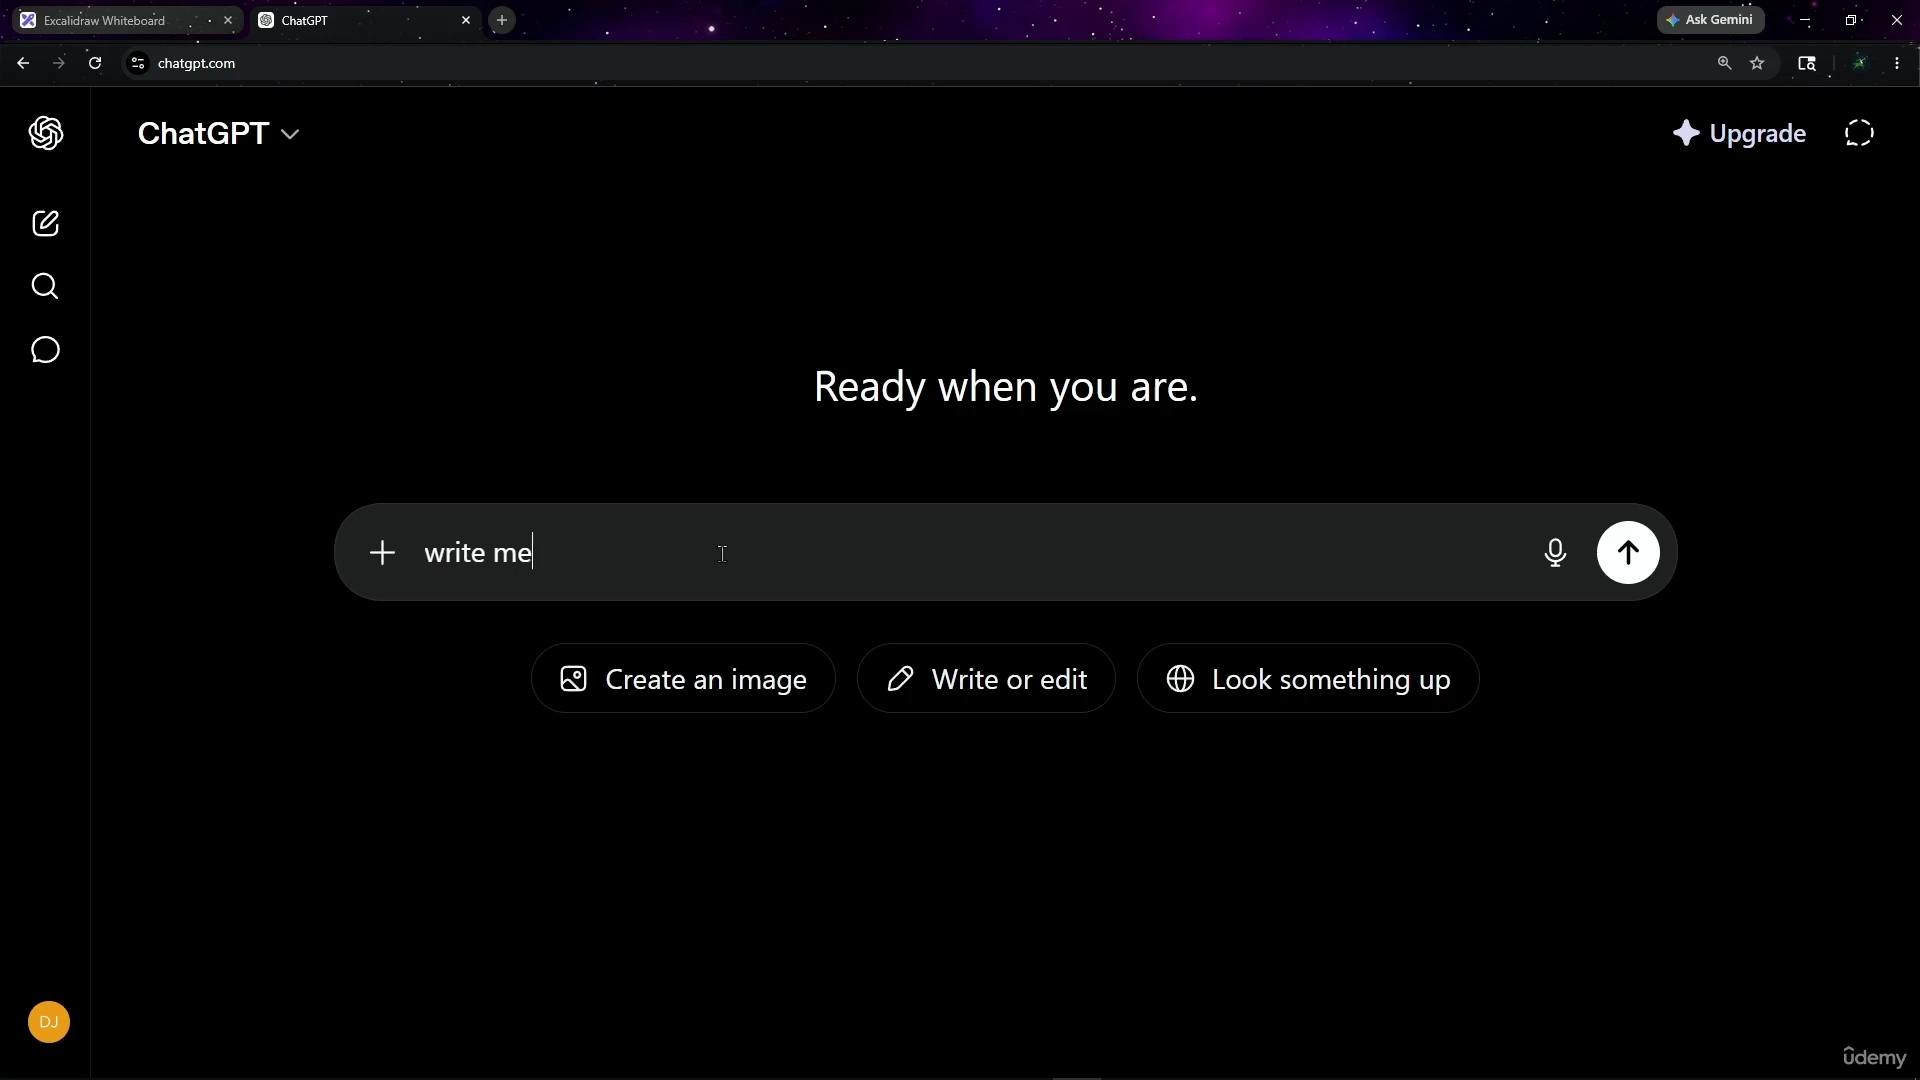 Excalidraw Whiteboard
ChatGPT
Ask Gemini
chatgpt.com
ChatGPT
Upgrade
Ready when you are.
write me
Create an image
Write or edit
Look something up
DJ
ûdemy